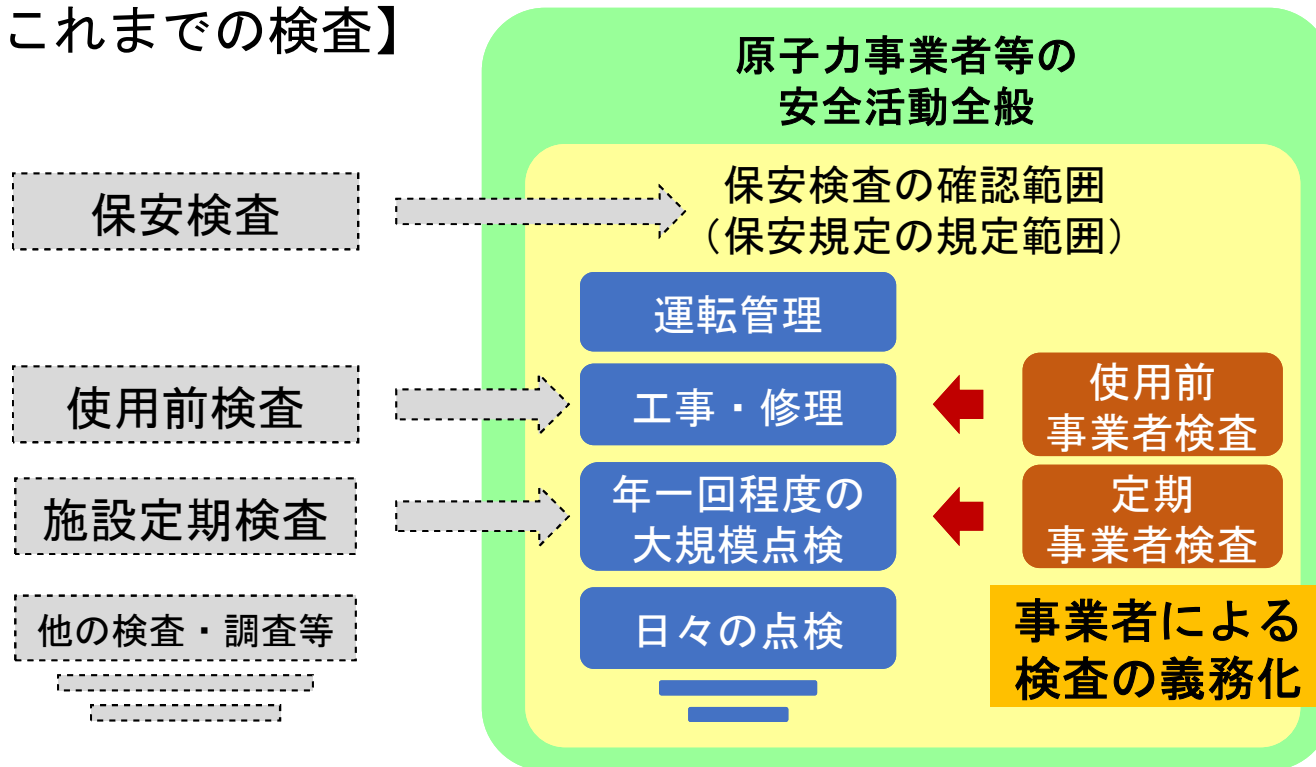 これまでの検査】
原子力事業者等の
安全活動全般
保安検査
保安検査の確認範囲
（保安規定の規定範囲）
運転管理
使用前検査
工事・修理
使用前
事業者検査
施設定期検査
年一回程度の
大規模点検
定期
事業者検査
他の検査・調査等
日々の点検
事業者による
検査の義務化